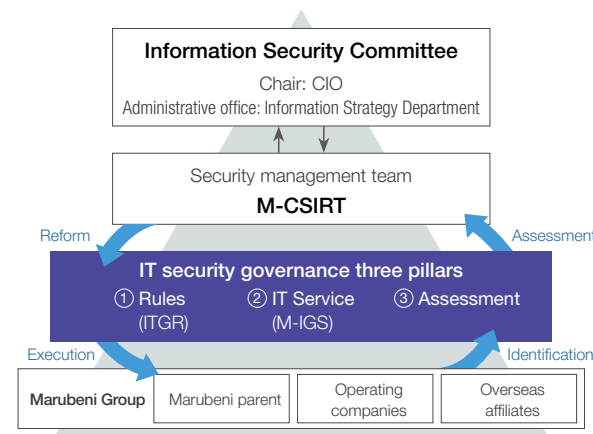 Information Security Committee
Chair: CIO
Administrative office: Information Strategy Department
Security management team
M-CSIRT
Reform
Assessment
IT security governance three pillars
① Rules
(ITGR)
② IT Service
(M-IGS)
③ Assessment
Execution
Identification
Marubeni Group
Marubeni parent
Operating
companies
Overseas
affiliates